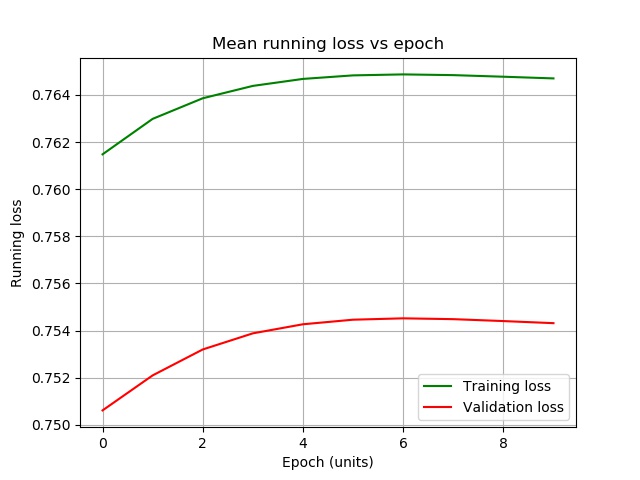 Mean running loss vs epoch
Running loss
0.764
0.762
0.760
0.758
0.756
0.754
0.752
0.750
0 2 4 6 8
Epoch (units)
Training loss
Validation loss